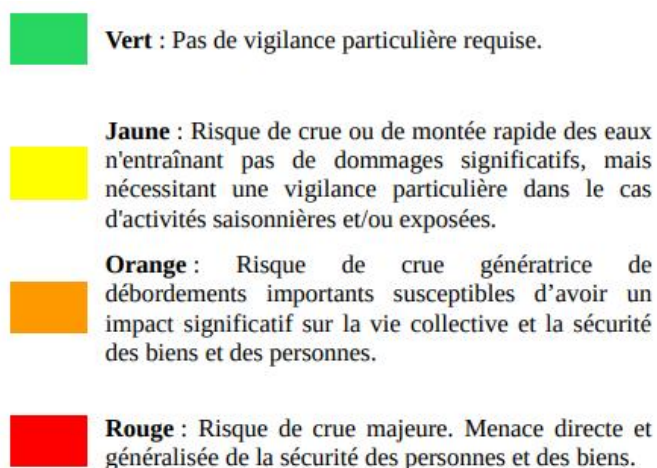 Vert : Pas de vigilance particulière requise.
Jaune : Risque de crue ou de montée rapide des eaux
n'entraînant pas de dommages significatifs, mais
nécessitant une vigilance particulière dans le cas
d'activités saisonnières et/ou exposées.
Orange : Risque de crue génératrice de
débordements importants susceptibles d’avoir un
impact significatif sur la vie collective et la sécurité
des biens et des personnes.
Rouge : Risque de crue majeure. Menace directe et
généralisée de la sécurité des personnes et des biens.